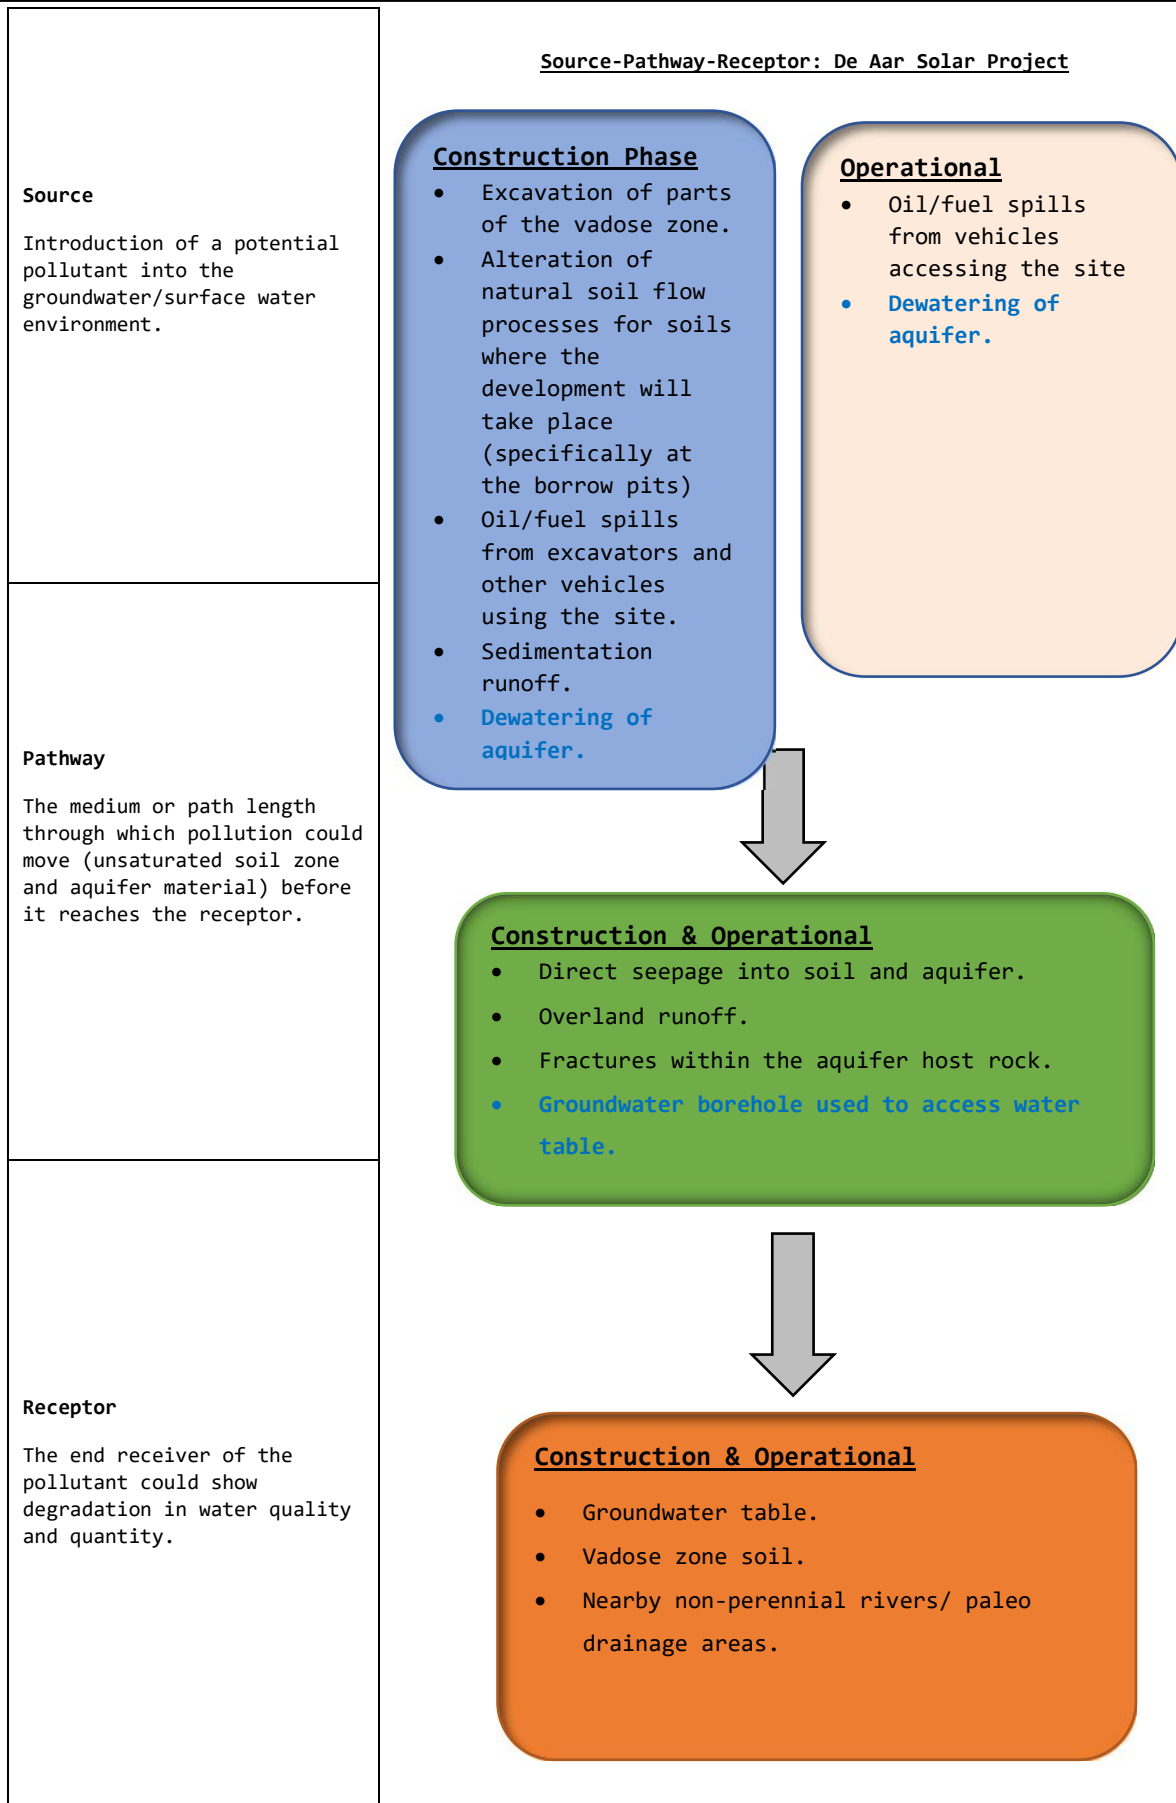 Source-Pathway-Receptor: De Aar Solar Project
Source
Introduction of a potential
pollutant into the
groundwater/surface water
environment.
Construction Phase
• Excavation of parts
of the vadose zone.
• Alteration of
natural soil flow
processes for soils
where the
development will
take place
(specifically at
the borrow pits)
• Oil/fuel spills
from excavators and
other vehicles
using the site.
• Sedimentation
runoff.
• Dewatering of
aquifer.
Operational
• Oil/fuel spills
from vehicles
accessing the site
• Dewatering of
aquifer.
Pathway
The medium or path length
through which pollution could
move (unsaturated soil zone
and aquifer material) before
it reaches the receptor.
Construction & Operational
• Direct seepage into soil and aquifer.
• Overland runoff.
• Fractures within the aquifer host rock.
• Groundwater borehole used to access water
table.
Receptor
The end receiver of the
pollutant could show
degradation in water quality
and quantity.
Construction & Operational
• Groundwater table.
• Vadose zone soil.
• Nearby non-perennial rivers/ paleo
drainage areas.